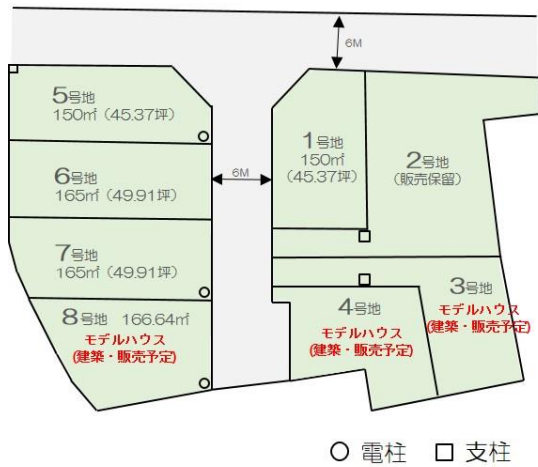 6M
5号地
150㎡（45.37坪）
1号地
150㎡
（45.37坪）
2号地
（販売保留）
6号地
165㎡（49.91坪）
6M
7号地
165㎡（49.91坪）
8号地 166.64㎡
モデルハウス
(建築・販売予定)
4号地
モデルハウス
(建築・販売予定)
3号地
モデルハウス
(建築・販売予定)
○ 電柱 □ 支柱